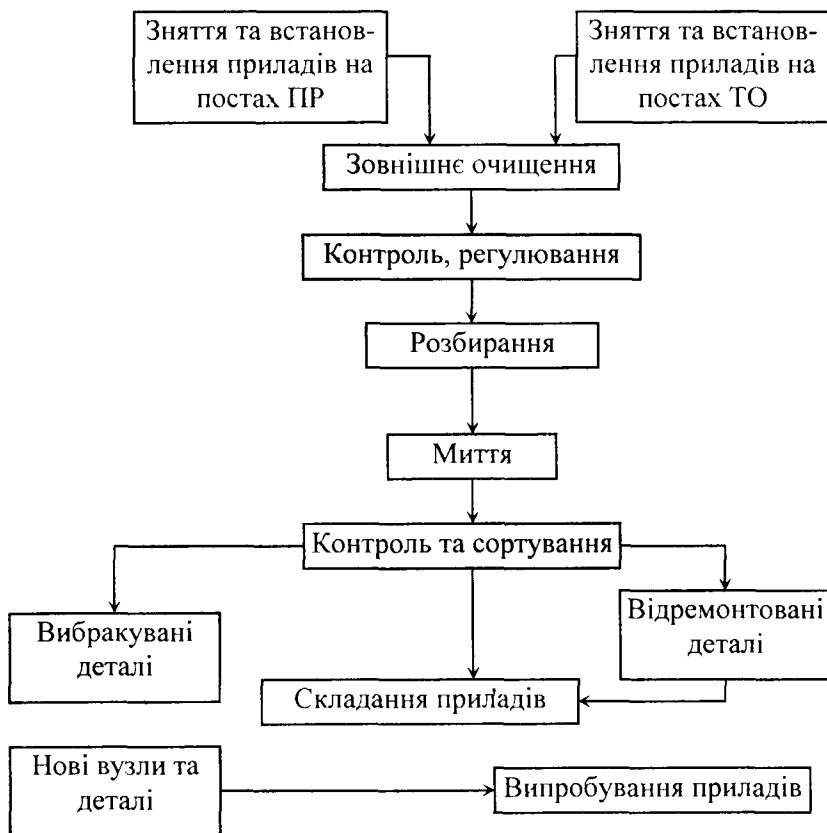 Зняття та встанов-
лення приладів на
постах ПР
Зняття та встанов-
лення приладів на
постах ТО
Зовнішнє очищення
Контроль, регулювання
Розбирання
Миття
Контроль та сортування
Вибракувані
деталі
Відремонтовані
деталі
Складання приладів
Нові вузли та
деталі
Випробування приладів